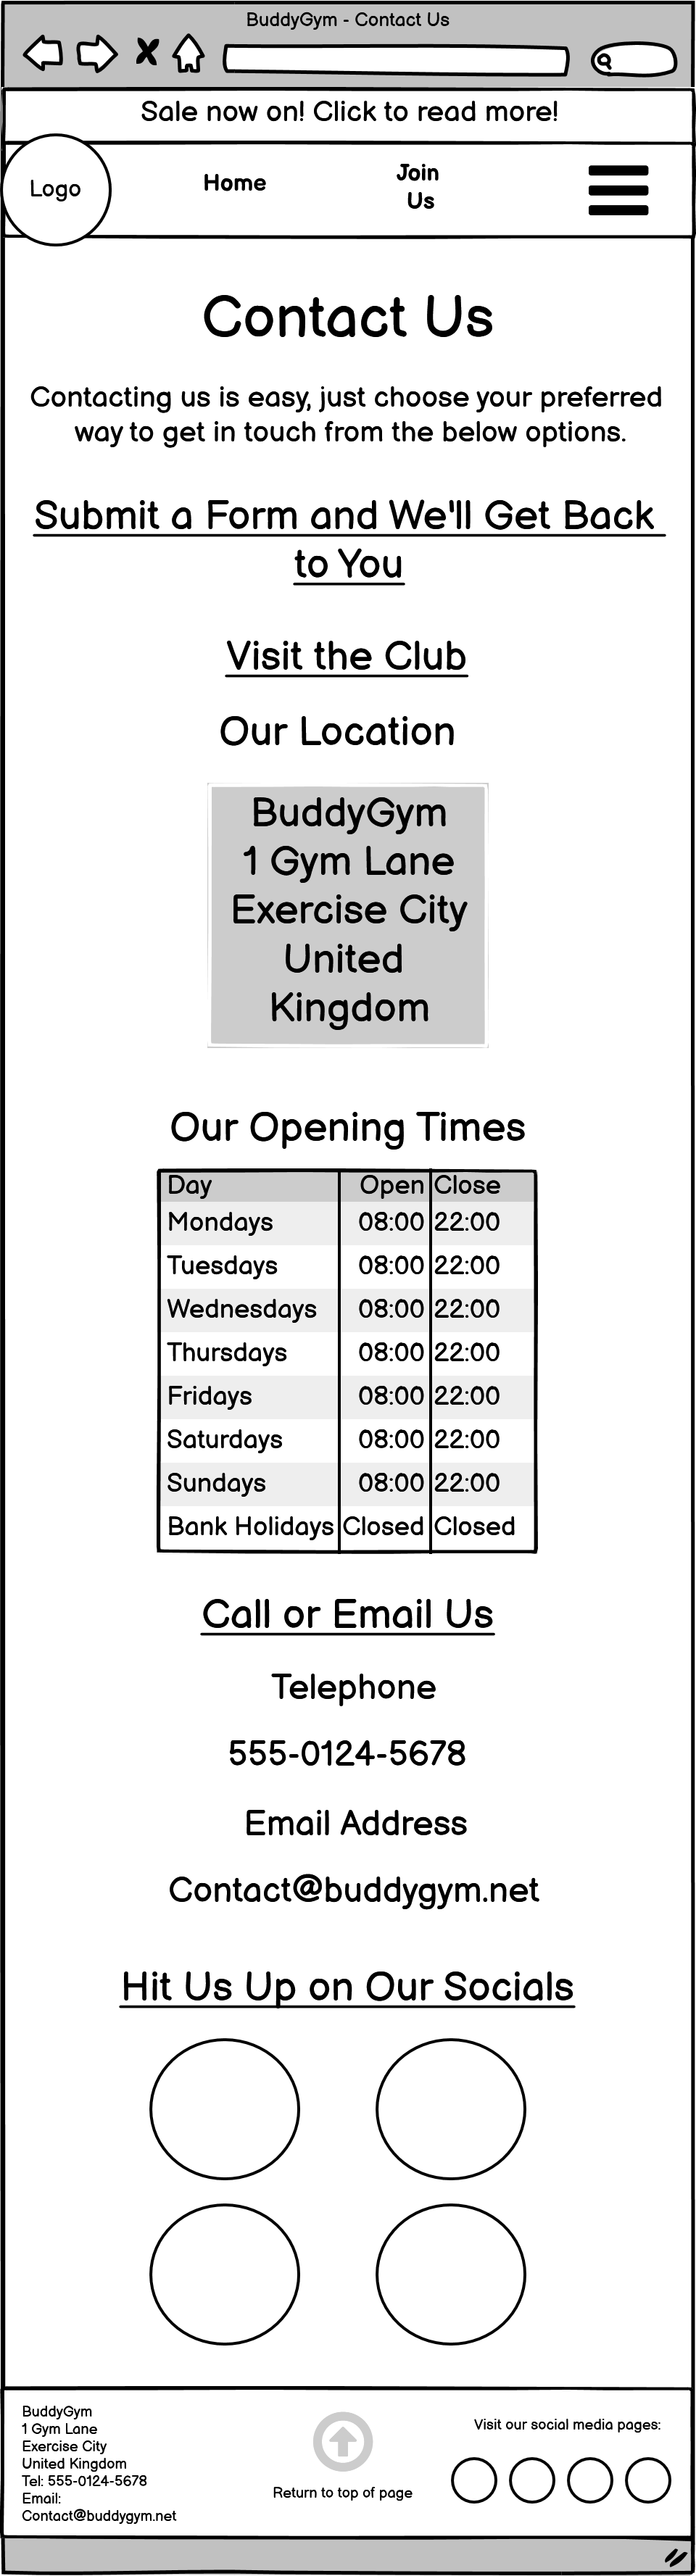 BuddyGym - Contact Us
Sale now on! Click to read more!
Logo
Home
Join
Us
Contact Us
Contacting us is easy, just choose your preferred
way to get in touch from the below options.
Submit a Form and We'll Get Back
to You
Visit the Club
Our Location
BuddyGym
1 Gym Lane
Exercise City
United
Kingdom
Our Opening Times
Day Open Close
Mondays 08:00 22:00
Tuesdays 08:00 22:00
Wednesdays 08:00 22:00
Thursdays 08:00 22:00
Fridays 08:00 22:00
Saturdays 08:00 22:00
Sundays 08:00 22:00
Bank Holidays Closed Closed
Call or Email Us
Telephone
555-0124-5678
Email Address
Contact@buddygym.net
Hit Us Up on Our Socials
BuddyGym
1 Gym Lane
Exercise City
United Kingdom
Tel: 555-0124-5678
Email:
Contact@buddygym.net
Return to top of page
Visit our social media pages: